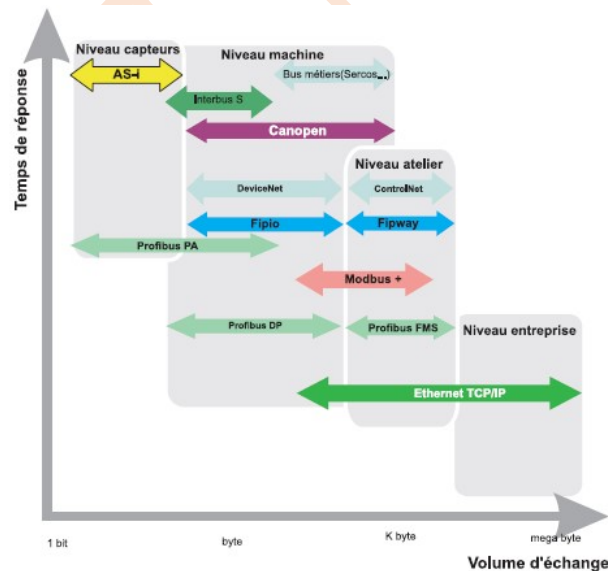 Niveau capteurs
Niveau machine
AS-i
Bus métiers(Sercos...)
Interbus S
Canopen
Niveau atelier
DeviceNet
ControlNet
Fipio
Fipway
Profibus PA
Modbus +
Profibus DP
Profibus FMS
Niveau entreprise
Ethernet TCP/IP
Temps de réponse
1 bit
byte
K byte
mega byte
Volume d'échange